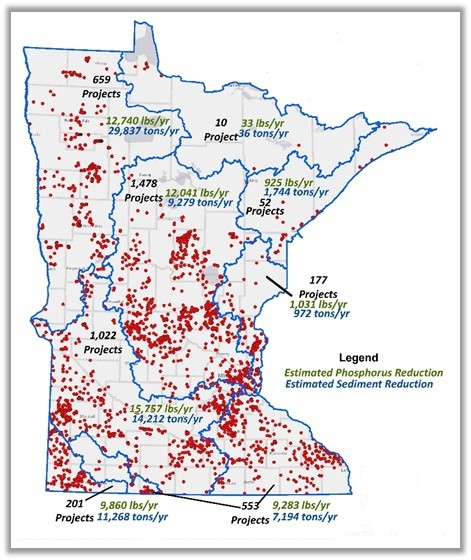 659
Projects
12,740 lbs/yr
29,837 tons/yr
10
Projects
33 lbs/yr
36 tons/yr
1,478
Projects
12,041 lbs/yr
9,279 tons/yr
925 lbs/yr
1,744 tons/yr
52
Projects
177
Projects
1,031 lbs/yr
972 tons/yr
1,022
Projects
Legend
Estimated Phosphorus Reduction
Estimated Sediment Reduction
15,757 lbs/yr
14,212 tons/yr
201
Projects
9,860 lbs/yr
11,268 tons/yr
553
Projects
9,283 lbs/yr
7,194 tons/yr